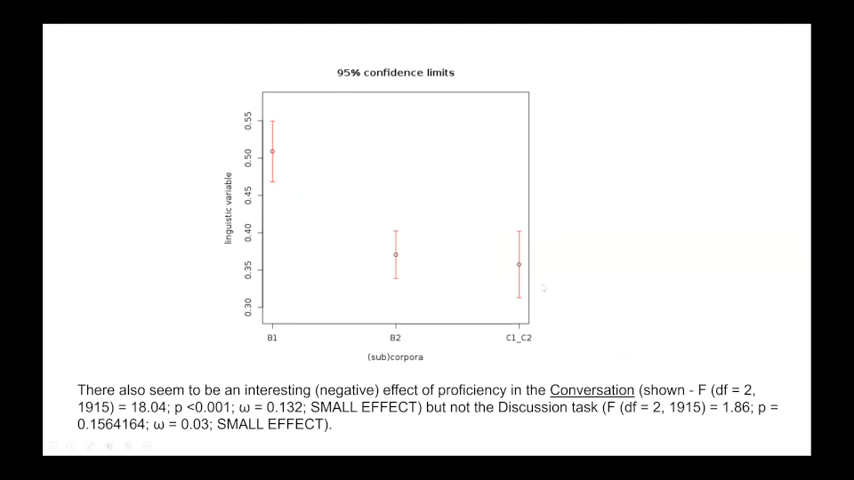 95% confidence limits
0.55
0.50
0.45
0.40
0.35
0.30
linguistic variable
B1 B2 C1_C2
(sub)corpora
There also seem to be an interesting (negative) effect of proficiency in the Conversation (shown - F (df = 2,
1915) = 18.04; p <0.001; ω = 0.132; SMALL EFFECT) but not the Discussion task (F (df = 2, 1915) = 1.86; p =
0.1564164; ω = 0.03; SMALL EFFECT).